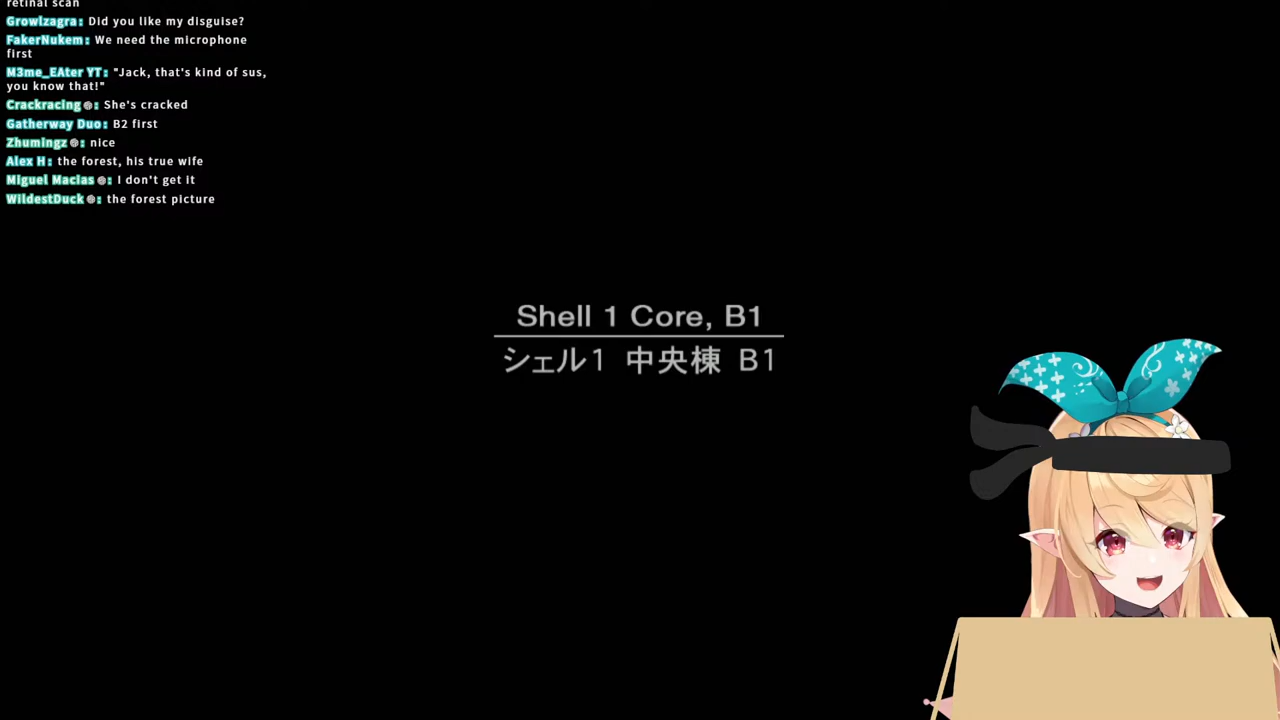 retinal scan
Growlzagra: Did you like my disguise?
FakerNukem: We need the microphone
first
M3me_EAter YT: "Jack, that's kind of sus,
you know that!"
Crackracing: She's cracked
Gatherway Duo: B2 first
Zhumingz: nice
Alex H: the forest, his true wife
Miguel Macias: I don't get it
WildestDuck: the forest picture
Shell 1 Core, B1
シェル1 中央棟 B1